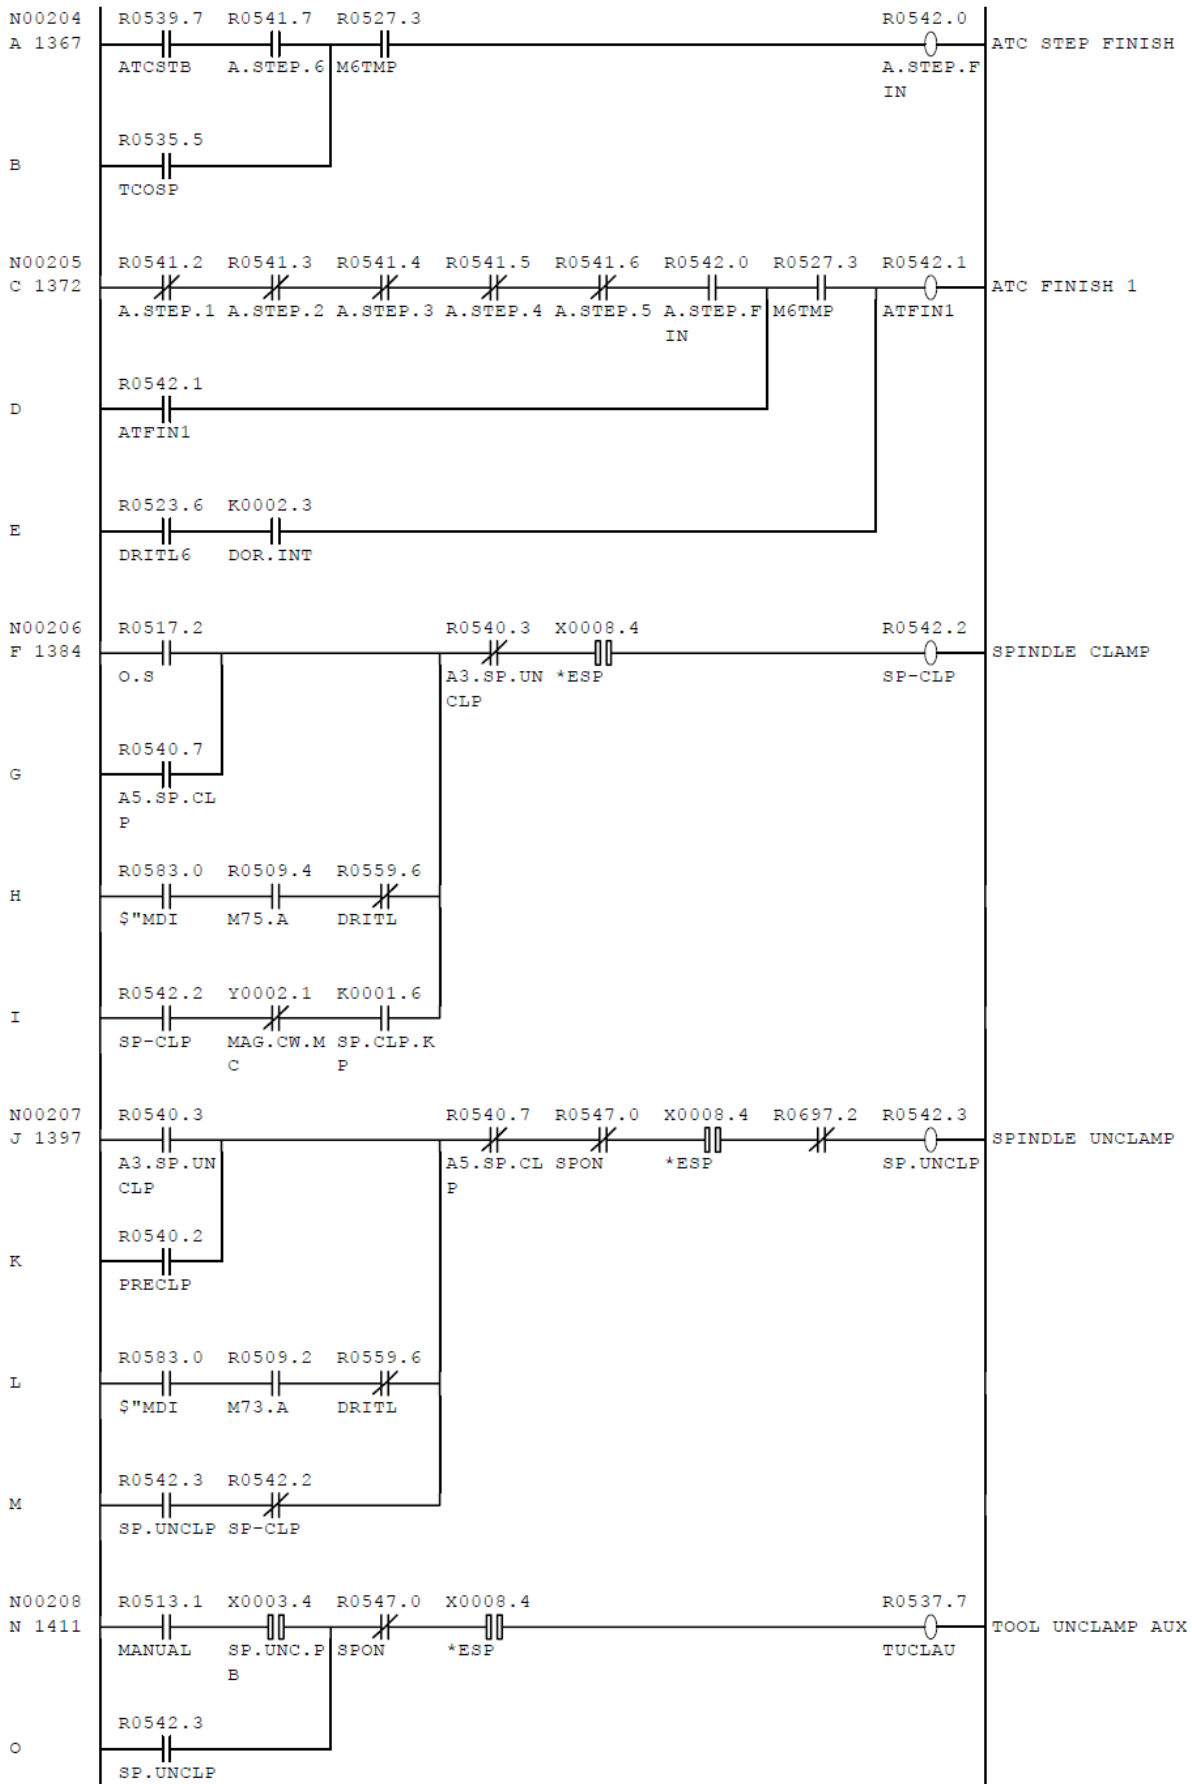 N00204 R0539.7 R0541.7 R0527.3 R0542.0
A 1367 ATC STEP FINISH
ATCSTB A.STEP.6 M6TMP A.STEP.F
IN
R0535.5
B
TCOSP
N00205 R0541.2 R0541.3 R0541.4 R0541.5 R0541.6 R0542.0 R0527.3 R0542.1
C 1372 ATC FINISH 1
A.STEP.1 A.STEP.2 A.STEP.3 A.STEP.4 A.STEP.5 A.STEP.F M6TMP ATFIN1
IN
R0542.1
D
ATFIN1
R0523.6 K0002.3
E
DRITL6 DOR.INT
N00206 R0517.2 R0540.3 X0008.4 R0542.2
F 1384 SPINDLE CLAMP
O.S A3.SP.UN *ESP SP-CLP
CLP
R0540.7
G
A5.SP.CL
P
R0583.0 R0509.4 R0559.6
H
$"MDI M75.A DRITL
R0542.2 Y0002.1 K0001.6
I
SP-CLP MAG.CW.M SP.CLP.K
C P
N00207 R0540.3 R0540.7 R0547.0 X0008.4 R0697.2 R0542.3
J 1397 SPINDLE UNCLAMP
A3.SP.UN A5.SP.CL SPON *ESP SP.UNCLP
CLP P
R0540.2
K
PRECLP
R0583.0 R0509.2 R0559.6
L
$"MDI M73.A DRITL
R0542.3 R0542.2
M
SP.UNCLP SP-CLP
N00208 R0513.1 X0003.4 R0547.0 X0008.4 R0537.7
N 1411 TOOL UNCLAMP AUX
MANUAL SP.UNC.P SPON *ESP TUCLAU
B
R0542.3
O
SP.UNCLP